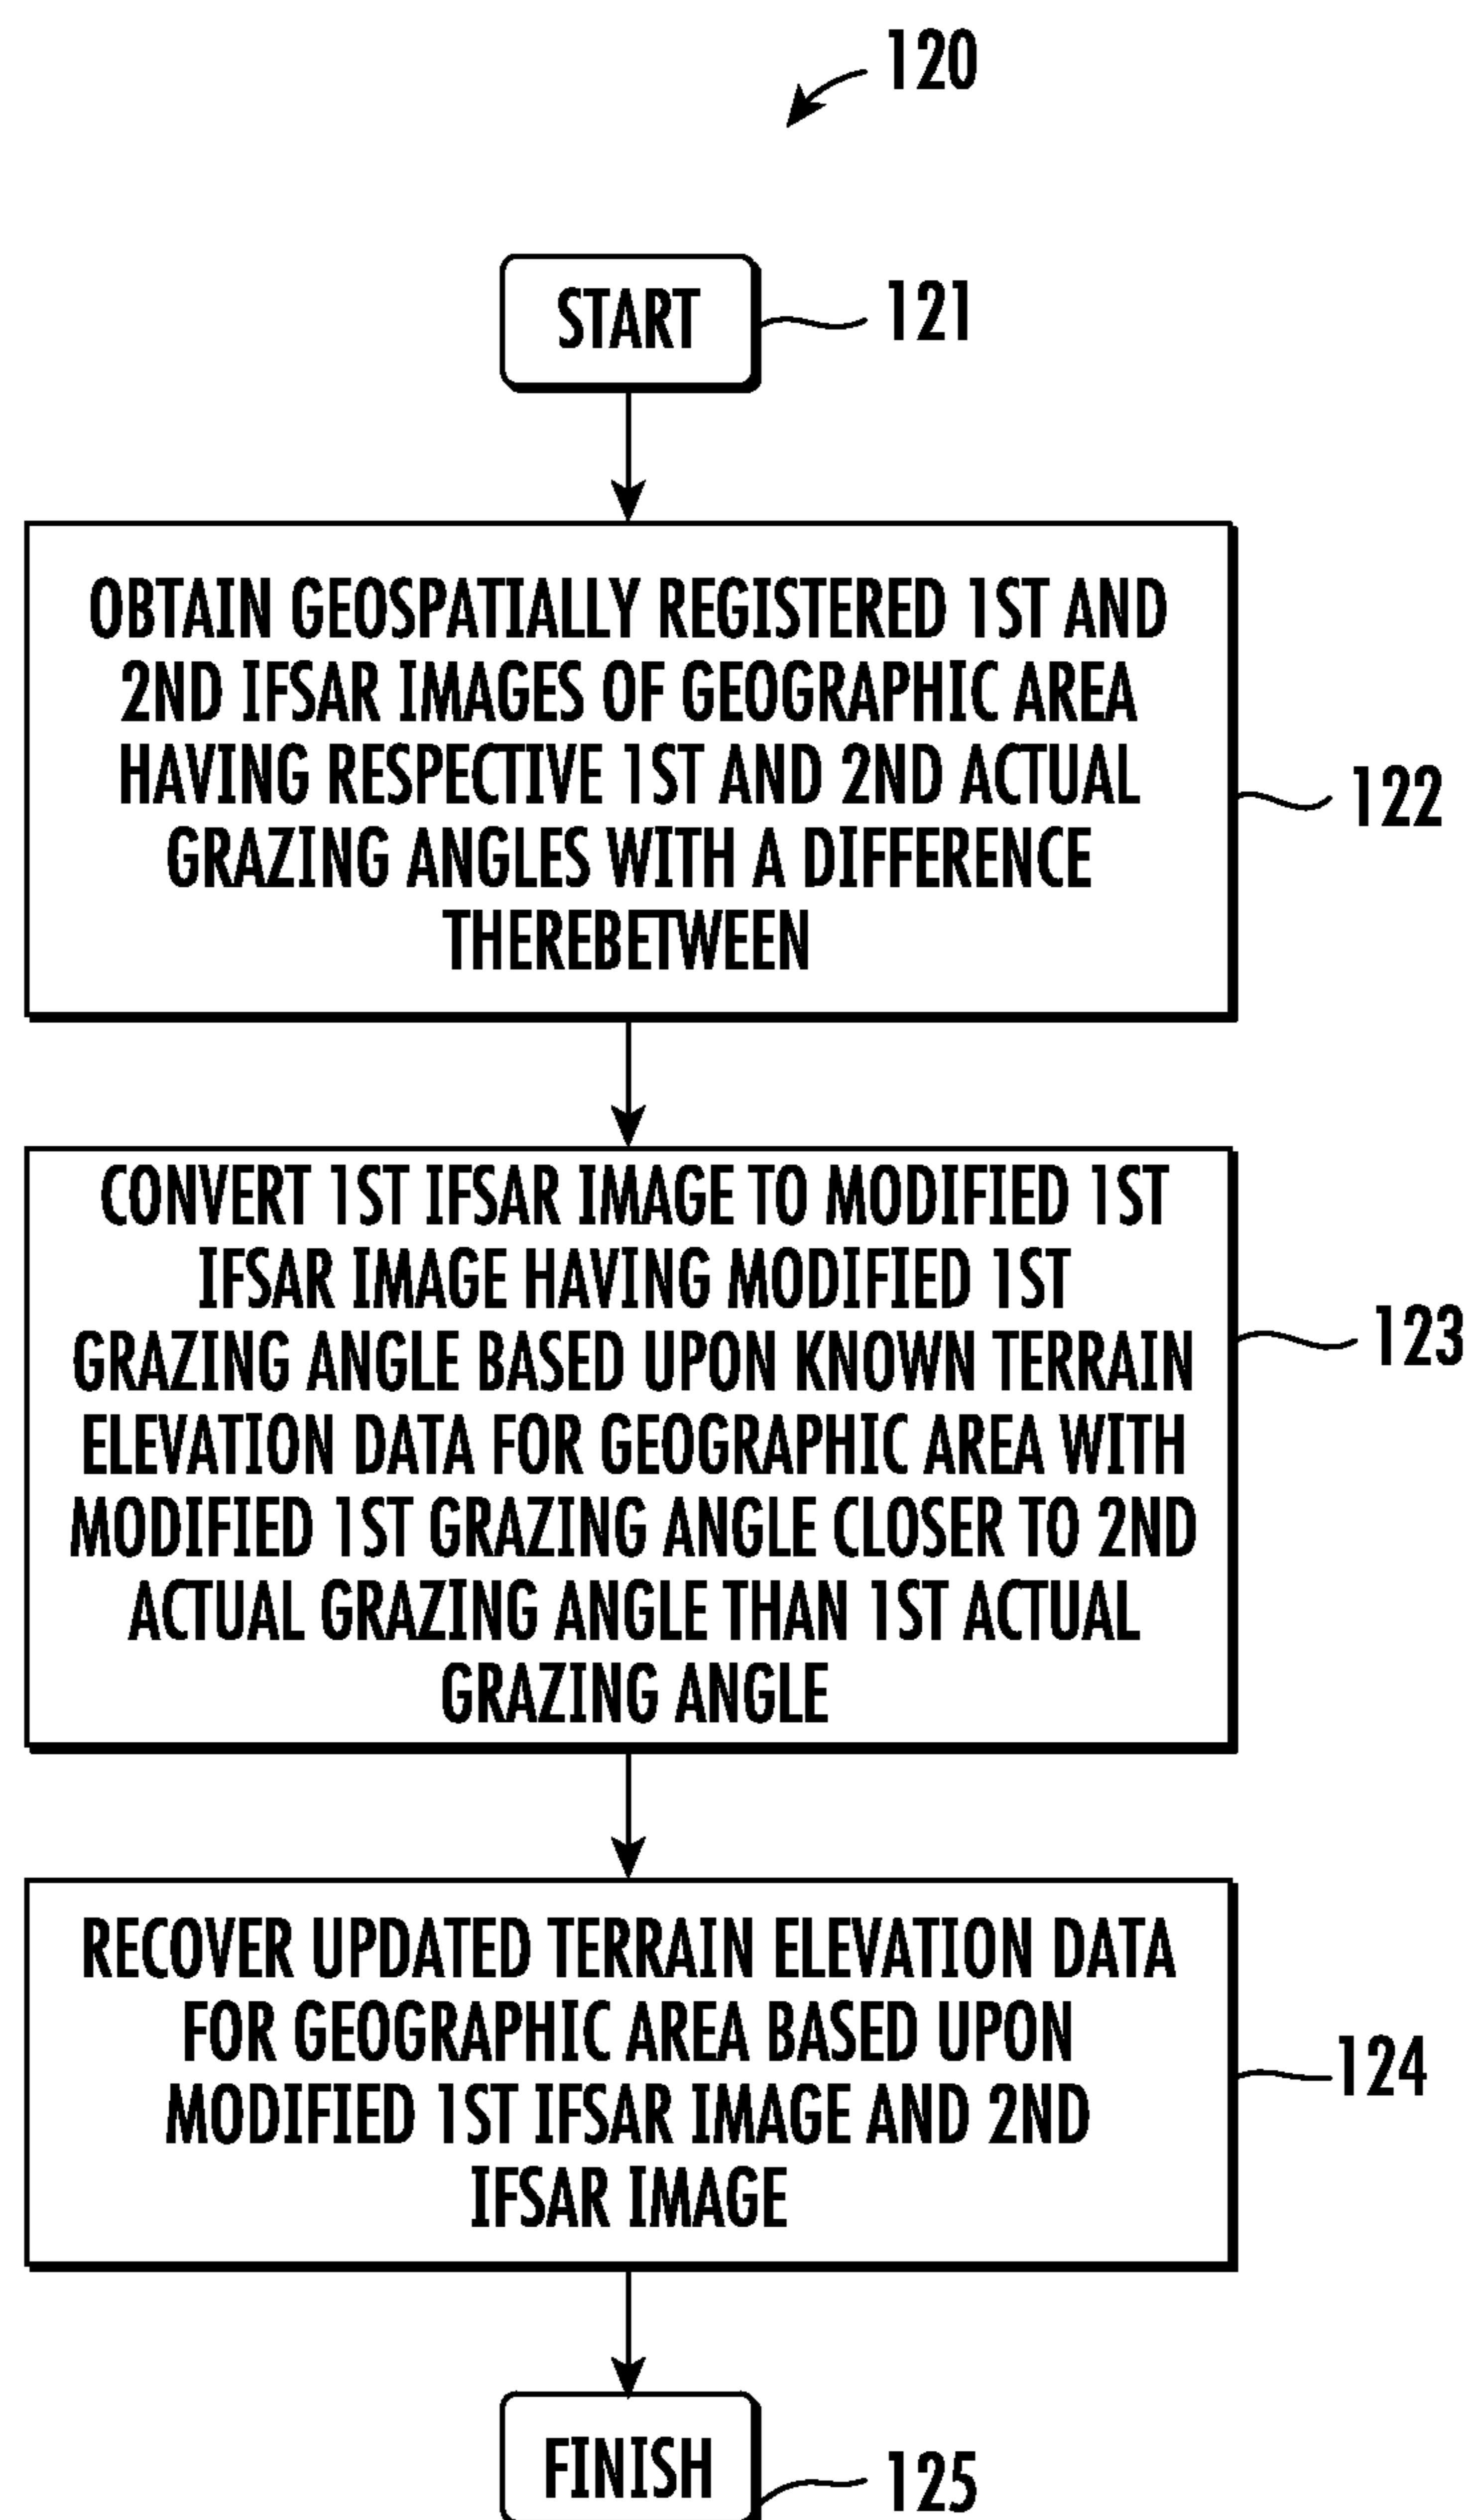 120
START
121
OBTAIN GEOSPATIALLY REGISTERED 1ST AND
2ND IFSAR IMAGES OF GEOGRAPHIC AREA
HAVING RESPECTIVE 1ST AND 2ND ACTUAL
GRAZING ANGLES WITH A DIFFERENCE
THEREBETWEEN
122
CONVERT 1ST IFSAR IMAGE TO MODIFIED 1ST
IFSAR IMAGE HAVING MODIFIED 1ST
GRAZING ANGLE BASED UPON KNOWN TERRAIN
ELEVATION DATA FOR GEOGRAPHIC AREA WITH
MODIFIED 1ST GRAZING ANGLE CLOSER TO 2ND
ACTUAL GRAZING ANGLE THAN 1ST ACTUAL
GRAZING ANGLE
123
RECOVER UPDATED TERRAIN ELEVATION DATA
FOR GEOGRAPHIC AREA BASED UPON
MODIFIED 1ST IFSAR IMAGE AND 2ND
IFSAR IMAGE
124
FINISH
125